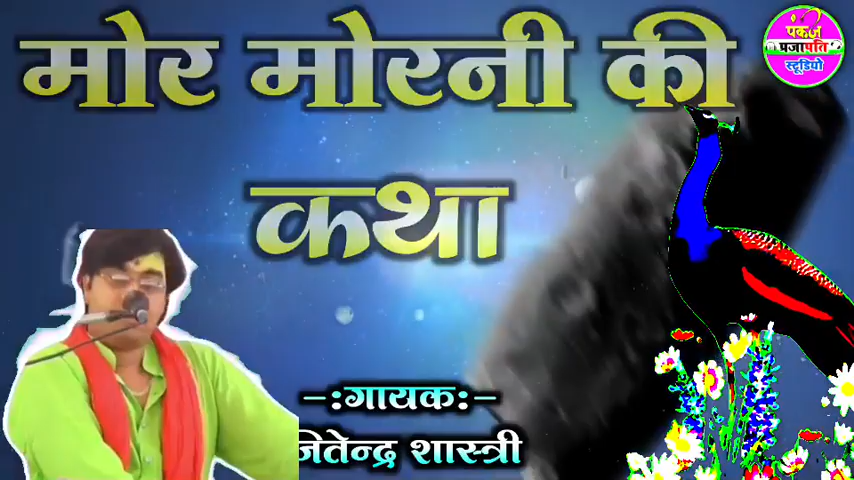 मोर मोरनी की
कथा
पंकज
प्रजापति
स्टूडियो
-:गायक:-
जितेन्द्र शास्त्री